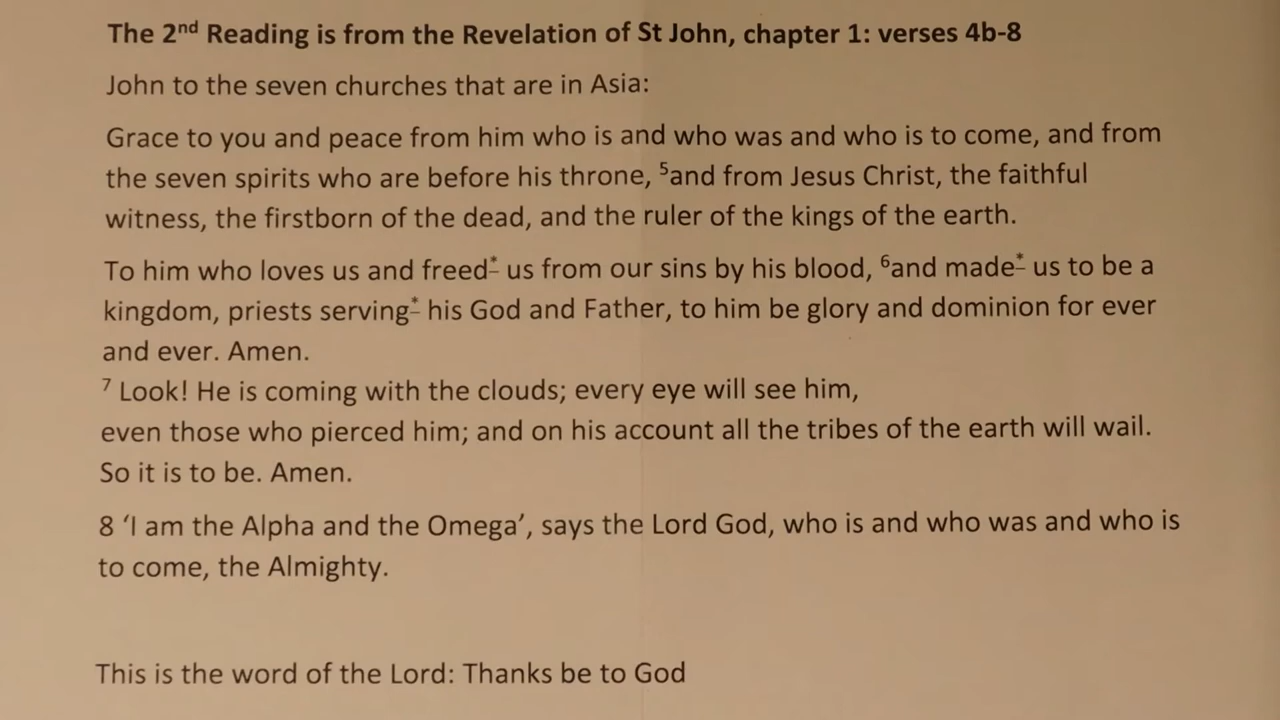 The 2nd Reading is from the Revelation of St John, chapter 1: verses 4b-8
John to the seven churches that are in Asia:
Grace to you and peace from him who is and who was and who is to come, and from
the seven spirits who are before his throne, 5and from Jesus Christ, the faithful
witness, the firstborn of the dead, and the ruler of the kings of the earth.
To him who loves us and freed* us from our sins by his blood, 6and made* us to be a
kingdom, priests serving* his God and Father, to him be glory and dominion for ever
and ever. Amen.
7 Look! He is coming with the clouds; every eye will see him,
even those who pierced him; and on his account all the tribes of the earth will wail.
So it is to be. Amen.
8 ‘I am the Alpha and the Omega’, says the Lord God, who is and who was and who is
to come, the Almighty.
This is the word of the Lord: Thanks be to God